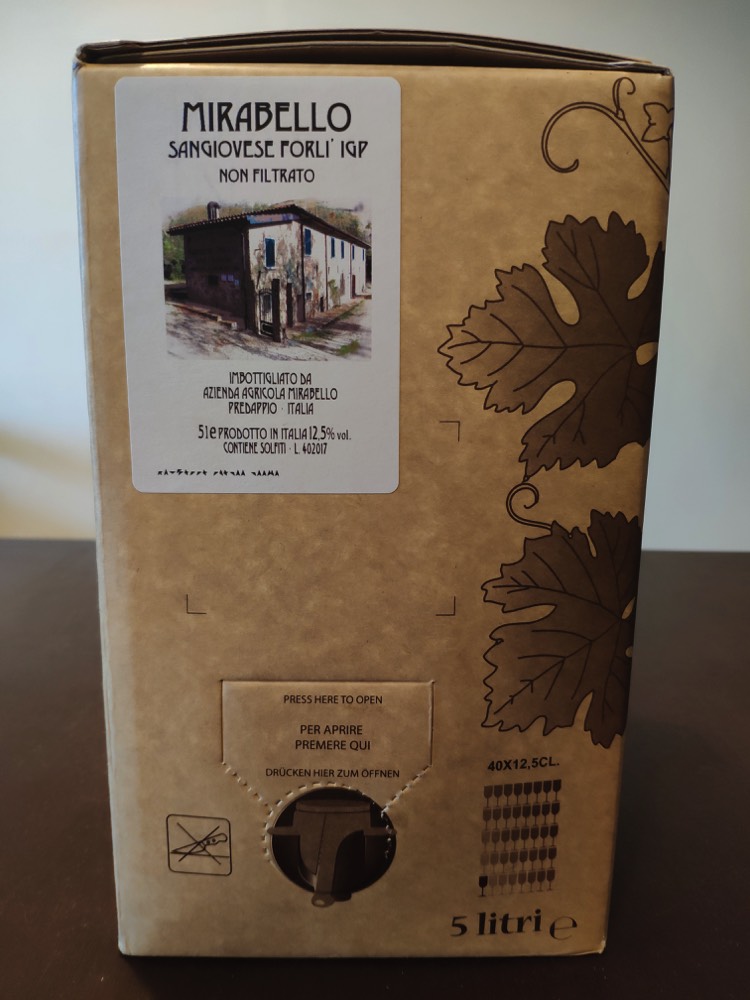 MIRABELLO
SANGIOVESE FORLI' IGP
NON FILTRATO
IMBOTTIGLIATO DA
AZIENDA AGRICOLA MIRABELLO
PREDAPPIO · ITALIA
5 l e PRODOTTO IN ITALIA 12,5% vol.
CONTIENE SOLFITI · L. 402017
PRESS HERE TO OPEN
PER APRIRE
PREMERE QUI
DRÜCKEN HIER ZUM ÖFFNEN
40X12,5CL.
5 litri e